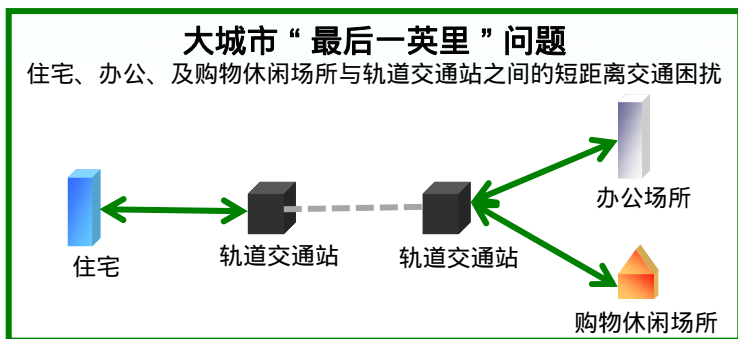 大城市“最后一英里”问题
住宅、办公、及购物休闲场所与轨道交通站之间的短距离交通困扰
办公场所
住宅
轨道交通站
轨道交通站
购物休闲场所